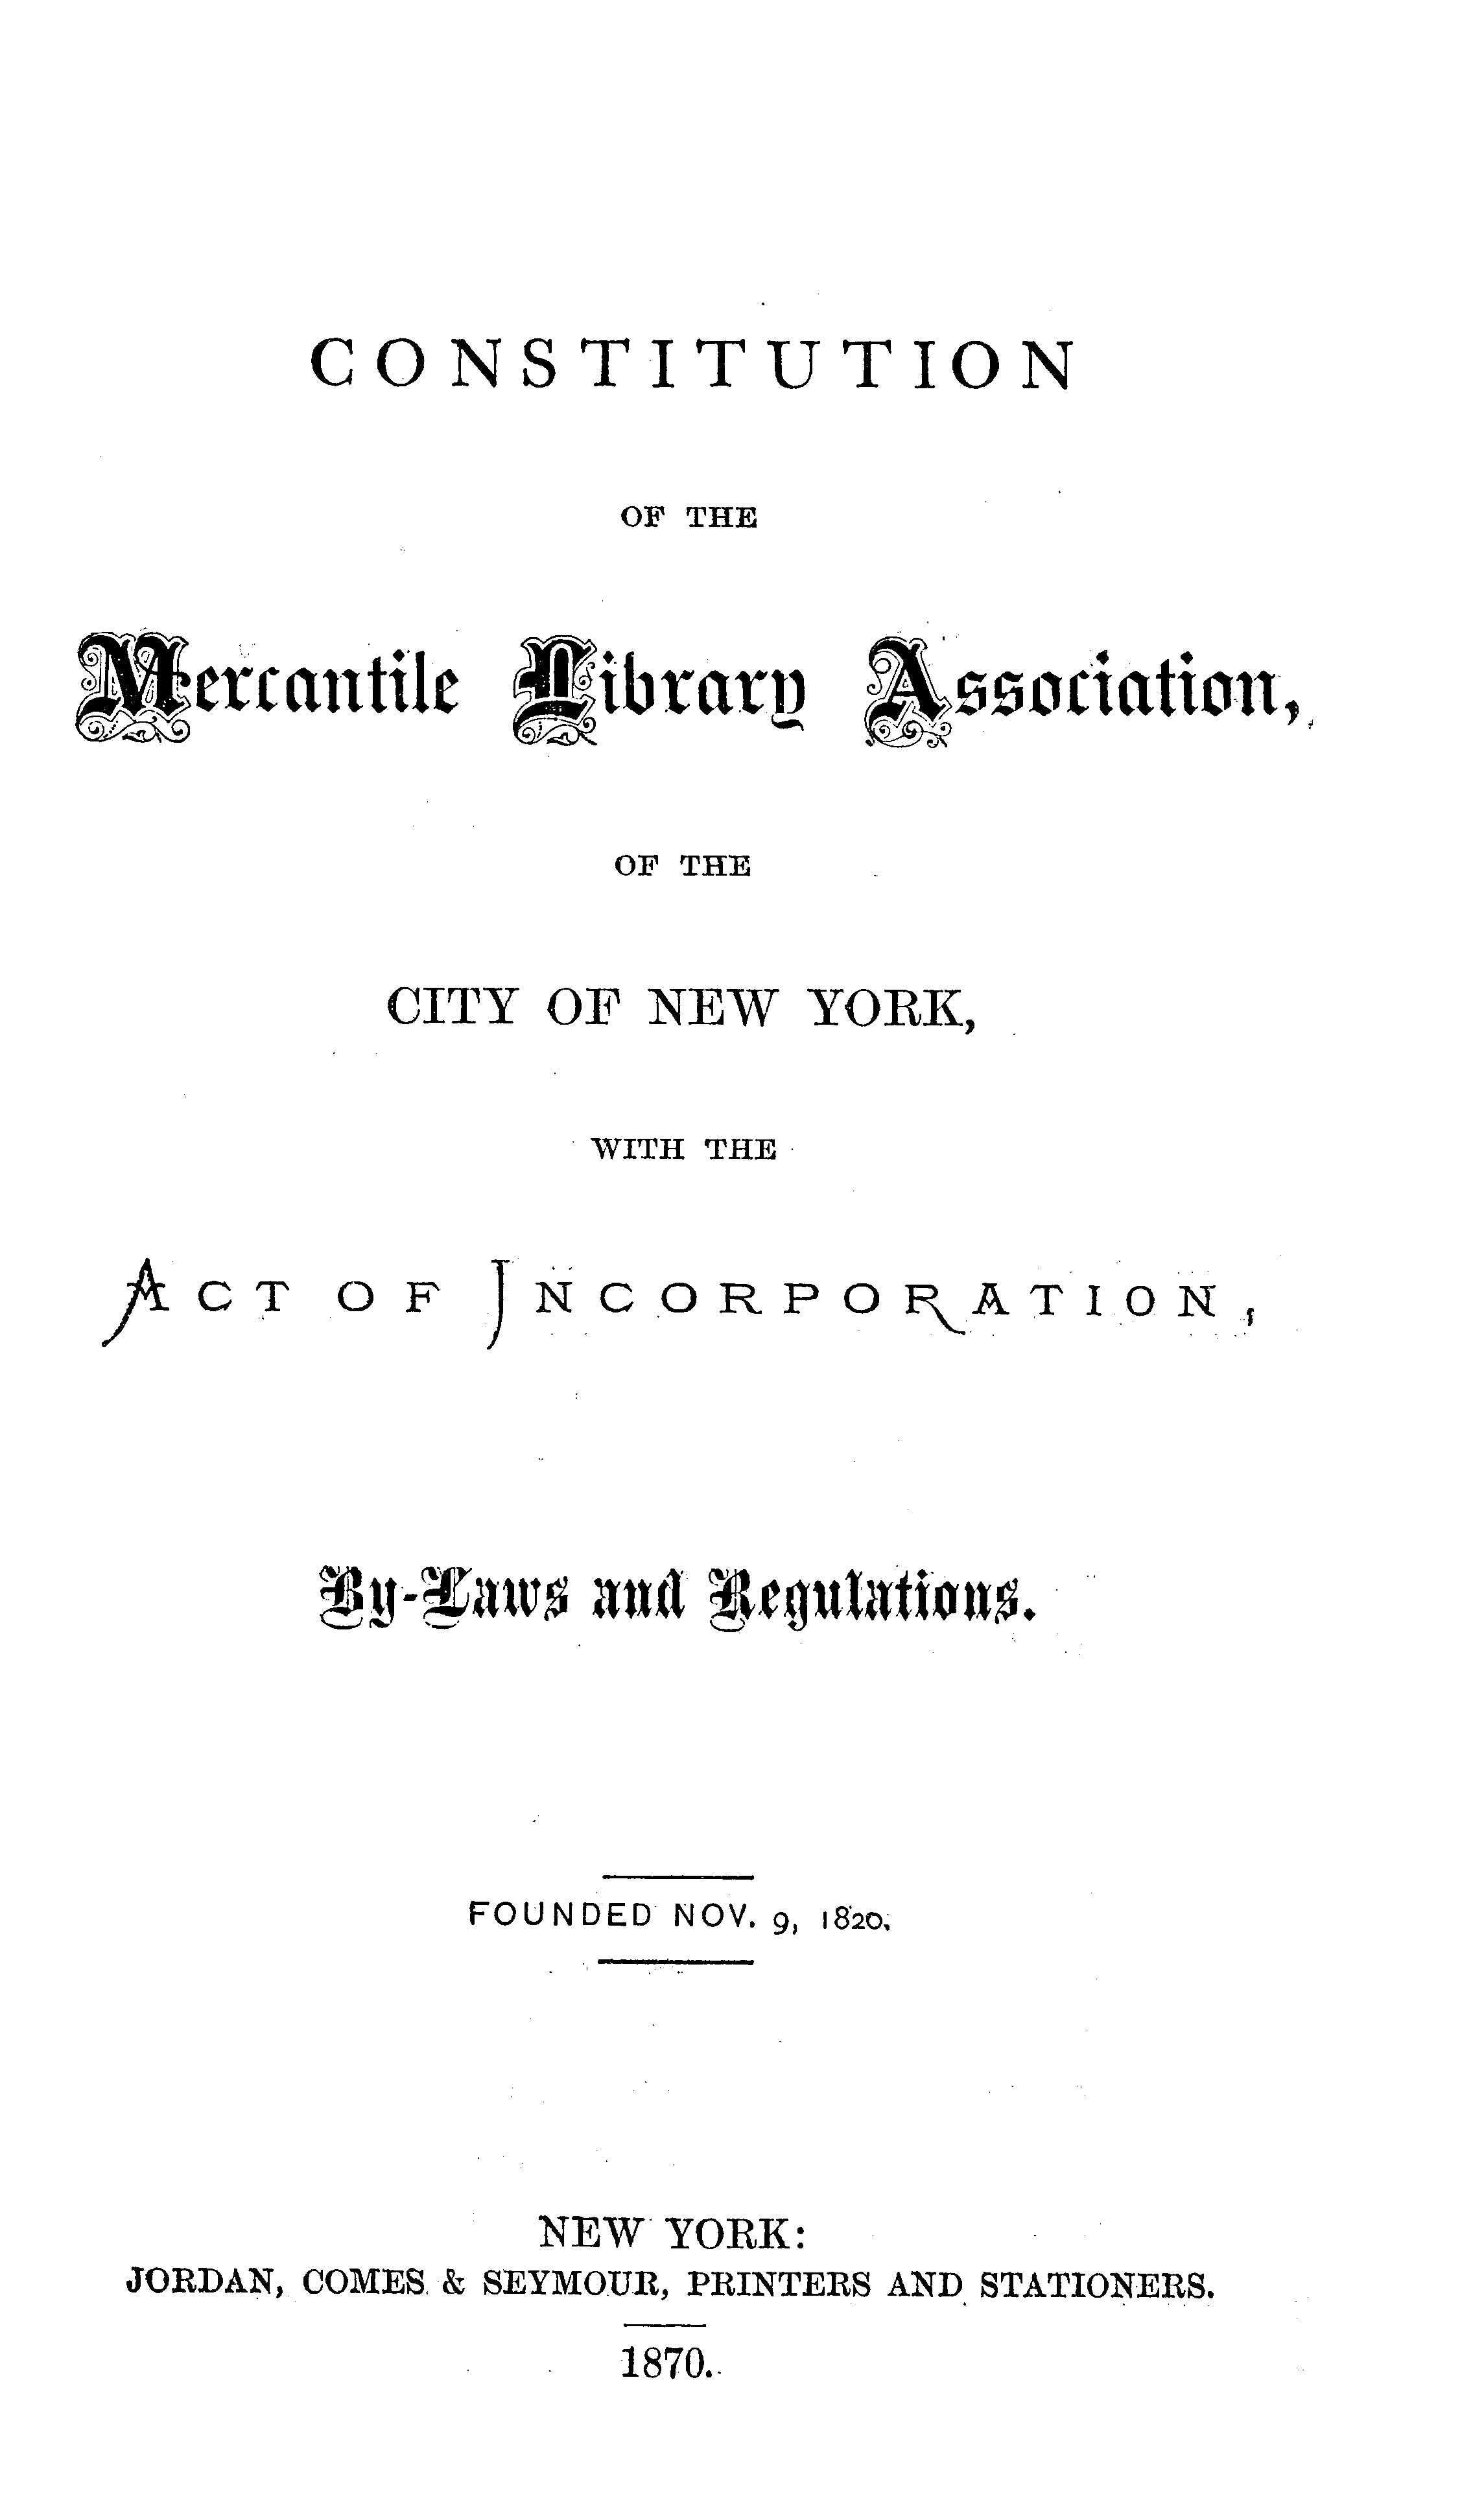 CONSTITUTION
OF THE
Mercantile Library Association,
OF THE
CITY OF NEW YORK,
WITH THE
ACT OF INCORPORATION,
By-Laws and Regulations.
FOUNDED NOV. 9, 1820.
NEW YORK:
JORDAN, COMES & SEYMOUR, PRINTERS AND STATIONERS.
1870.